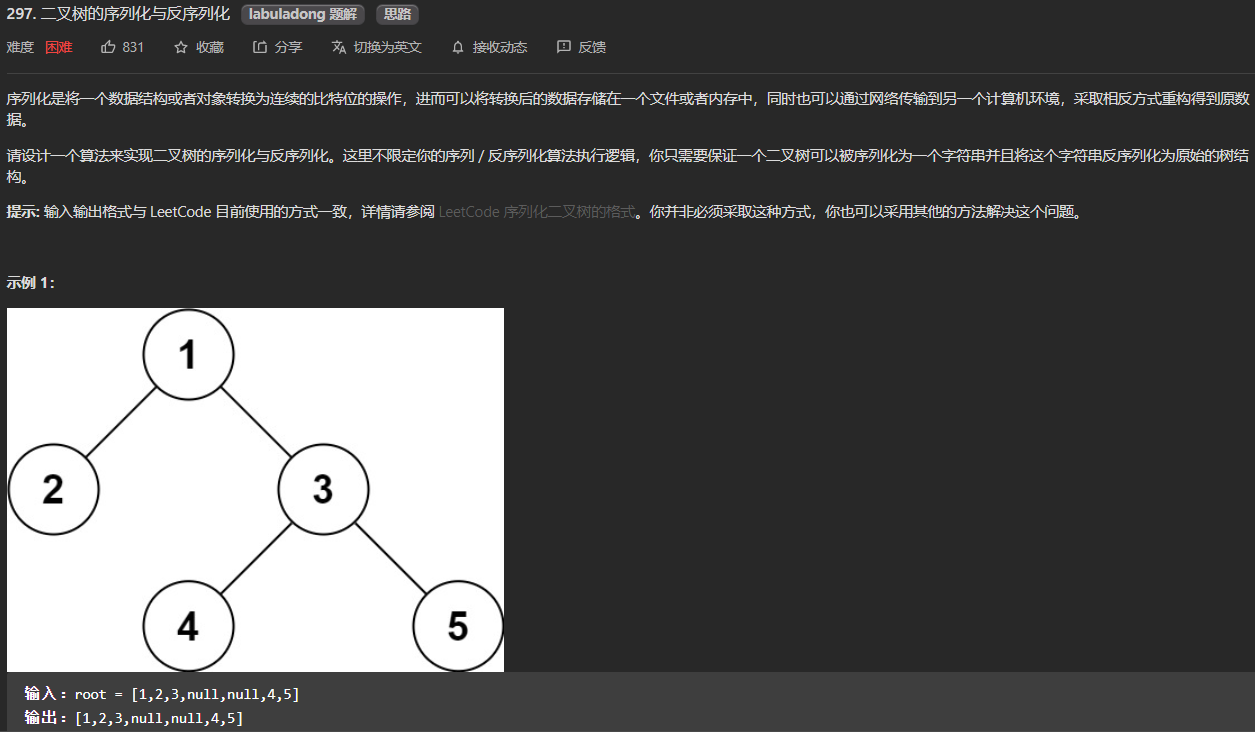 297. 二叉树的序列化与反序列化 labuladong 题解 思路
难度 困难 831 收藏 分享 切换为英文 接收动态 反馈
序列化是将一个数据结构或者对象转换为连续的比特位的操作，进而可以将转换后的数据存储在一个文件或者内存中，同时也可以通过网络传输到另一个计算机环境，采取相反方式重构得到原数
据。
请设计一个算法来实现二叉树的序列化与反序列化。这里不限定你的序列 / 反序列化算法执行逻辑，你只需要保证一个二叉树可以被序列化为一个字符串并且将这个字符串反序列化为原始的树结
构。
提示: 输入输出格式与 LeetCode 目前使用的方式一致，详情请参阅 LeetCode 序列化二叉树的格式。你并非必须采取这种方式，你也可以采用其他的方法解决这个问题。
示例 1：
1
2 3
4 5
输入：root = [1,2,3,null,null,4,5]
输出：[1,2,3,null,null,4,5]